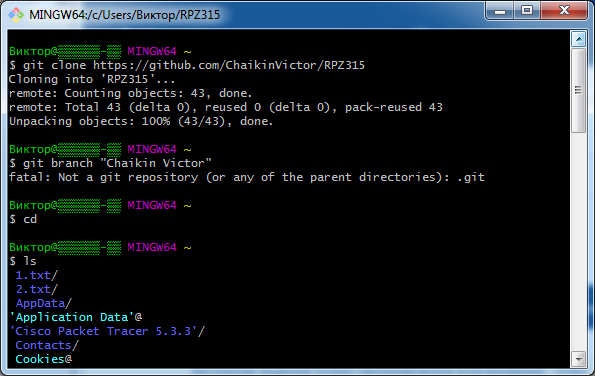 MINGW64:/c/Users/Виктор/RPZ315
Виктор@▒▒▒▒▒▒-▒▒ MINGW64 ~
$ git clone https://github.com/ChaikinVictor/RPZ315
Cloning into 'RPZ315'...
remote: Counting objects: 43, done.
remote: Total 43 (delta 0), reused 0 (delta 0), pack-reused 43
Unpacking objects: 100% (43/43), done.
Виктор@▒▒▒▒▒▒-▒▒ MINGW64 ~
$ git branch "Chaikin Victor"
fatal: Not a git repository (or any of the parent directories): .git
Виктор@▒▒▒▒▒▒-▒▒ MINGW64 ~
$ cd
Виктор@▒▒▒▒▒▒-▒▒ MINGW64 ~
$ ls
1.txt/
2.txt/
AppData/
'Application Data'@
'Cisco Packet Tracer 5.3.3'/
Contacts/
Cookies@